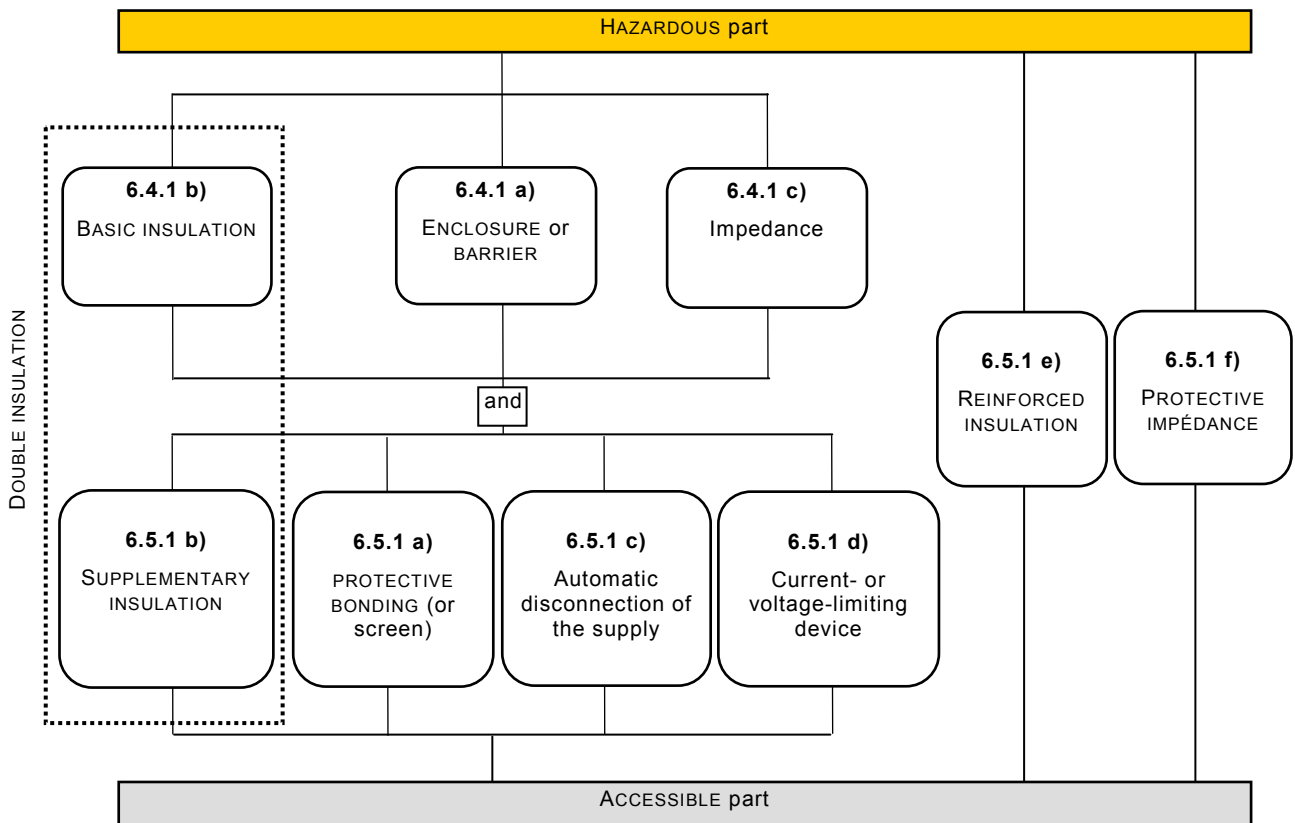 HAZARDOUS part
DOUBLE INSULATION
6.4.1 b)
BASIC INSULATION
6.4.1 a)
ENCLOSURE or
BARRIER
6.4.1 c)
Impedance
6.5.1 e)
REINFORCED
INSULATION
6.5.1 f)
PROTECTIVE
IMPÉDANCE
and
6.5.1 b)
SUPPLEMENTARY
INSULATION
6.5.1 a)
PROTECTIVE
BONDING (or
screen)
6.5.1 c)
Automatic
disconnection of
the supply
6.5.1 d)
Current- or
voltage-limiting
device
ACCESSIBLE part